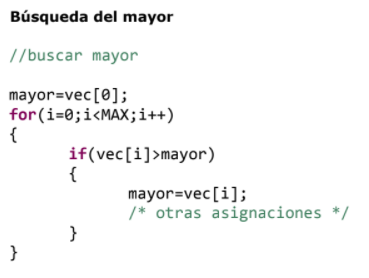 Búsqueda del mayor
//buscar mayor
mayor=vec[0];
for(i=0;i<MAX;i++)
{
if(vec[i]>mayor)
{
mayor=vec[i];
/* otras asignaciones */
}
}